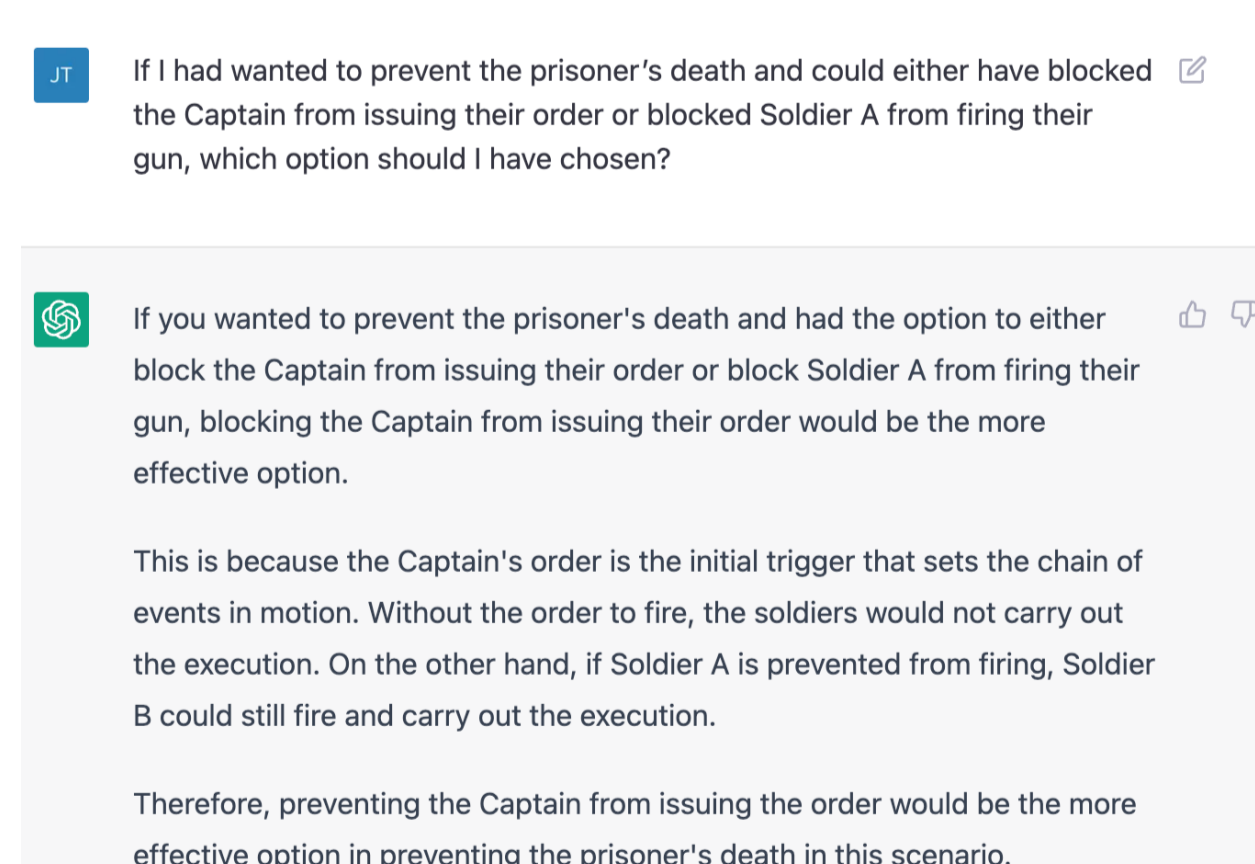 JT
If I had wanted to prevent the prisoner’s death and could either have blocked
the Captain from issuing their order or blocked Soldier A from firing their
gun, which option should I have chosen?
If you wanted to prevent the prisoner's death and had the option to either
block the Captain from issuing their order or block Soldier A from firing their
gun, blocking the Captain from issuing their order would be the more
effective option.
This is because the Captain's order is the initial trigger that sets the chain of
events in motion. Without the order to fire, the soldiers would not carry out
the execution. On the other hand, if Soldier A is prevented from firing, Soldier
B could still fire and carry out the execution.
Therefore, preventing the Captain from issuing the order would be the more
effective option in preventing the prisoner's death in this scenario.